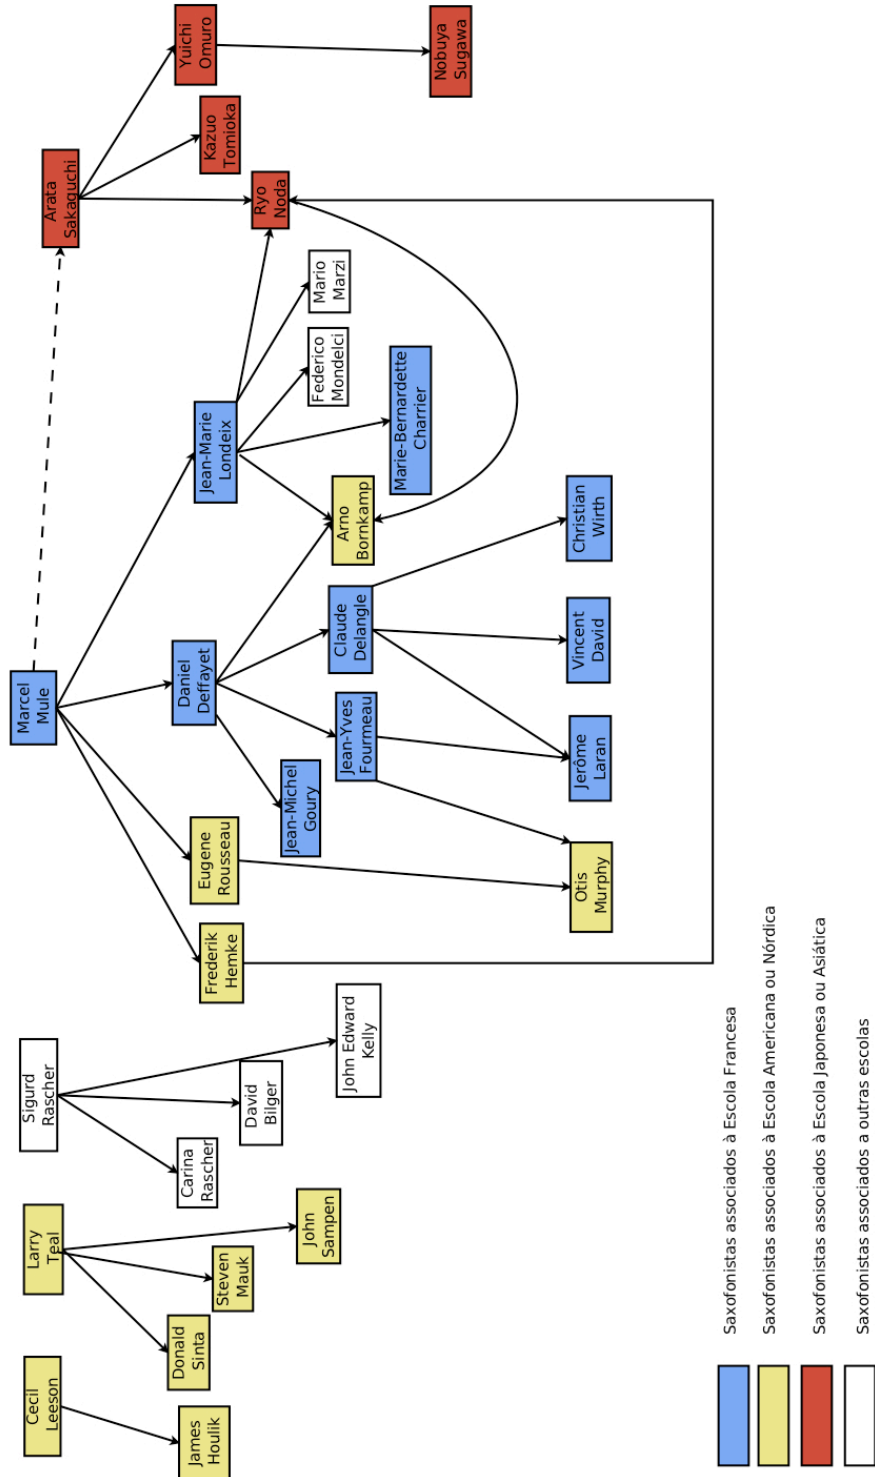 Cecil
Leeson
James
Houlik
Larry
Teal
Donald
Sinta
Steven
Mauk
John
Sampen
Sigurd
Rascher
Carina
Rascher
David
Bilger
John Edward
Kelly
Marcel
Mule
Frederik
Hemke
Eugene
Rousseau
Daniel
Deffayet
Jean-Marie
Londeix
Jean-Michel
Goury
Jean-Yves
Fourmeau
Claude
Delangle
Arno
Bornkamp
Marie-Bernardette
Charrier
Federico
Mondelci
Mario
Marzi
Otis
Murphy
Jerôme
Laran
Vincent
David
Christian
Wirth
Arata
Sakaguchi
Ryo
Noda
Kazuo
Tomioka
Yuichi
Omuro
Nobuya
Sugawa
Saxofonistas associados à Escola Francesa
Saxofonistas associados à Escola Americana ou Nórdica
Saxofonistas associados à Escola Japonesa ou Asiática
Saxofonistas associados a outras escolas